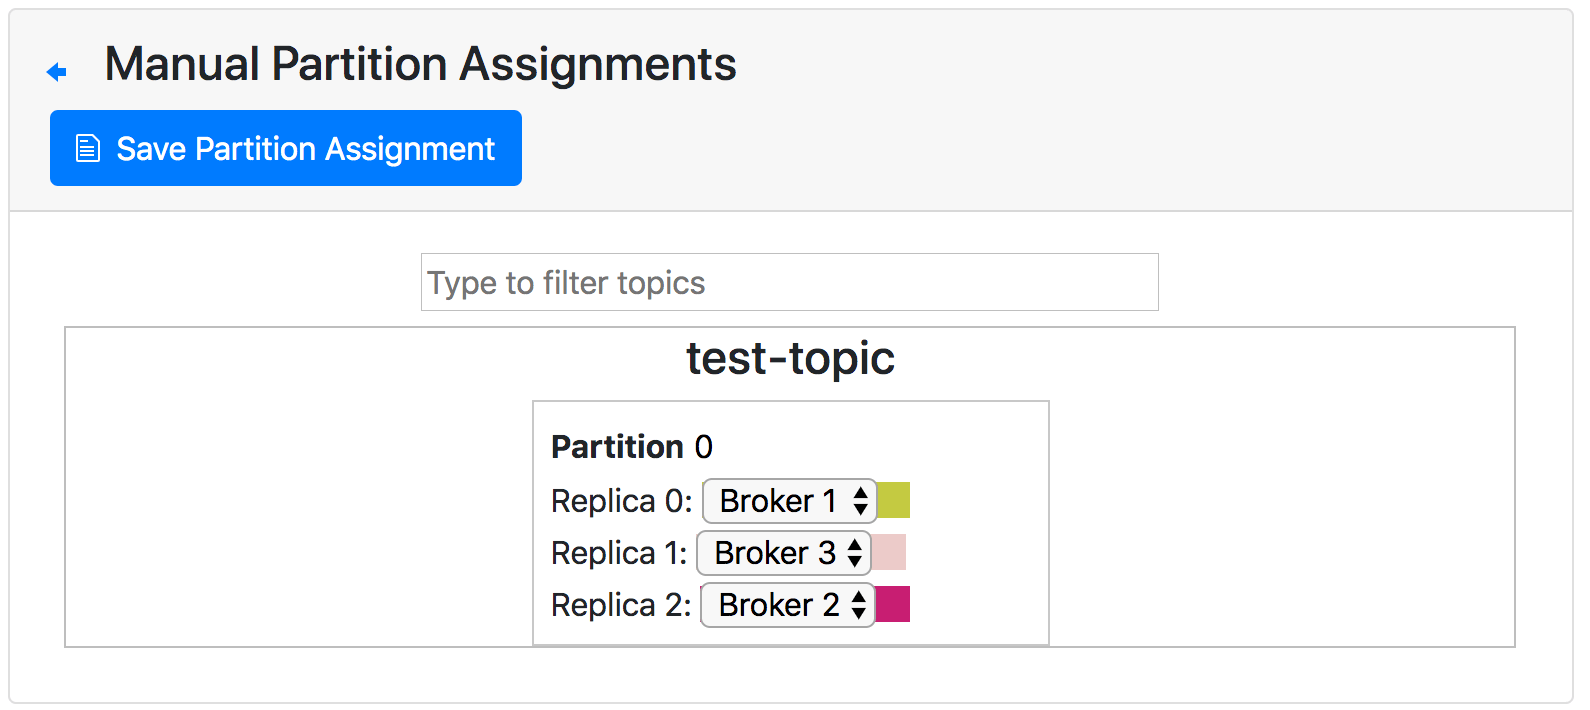 Manual Partition Assignments
Save Partition Assignment
Type to filter topics
test-topic
Partition 0
Replica 0: Broker 1
Replica 1: Broker 3
Replica 2: Broker 2